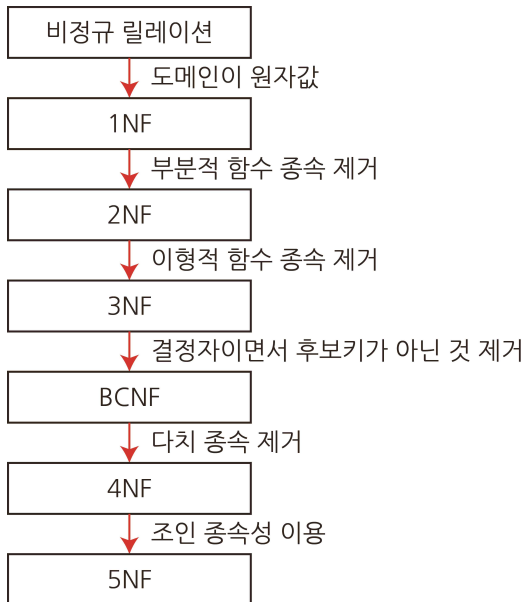 비정규 릴레이션
도메인이 원자값
1NF
부분적 함수 종속 제거
2NF
이형적 함수 종속 제거
3NF
결정자이면서 후보키가 아닌 것 제거
BCNF
다치 종속 제거
4NF
조인 종속성 이용
5NF